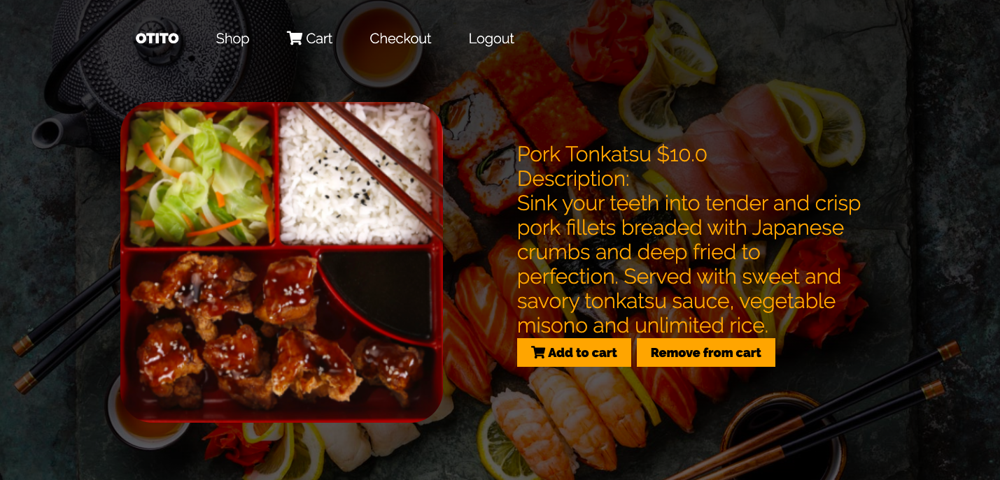 OTITO Shop Cart Checkout Logout
Pork Tonkatsu $10.0
Description:
Sink your teeth into tender and crisp
pork fillets breaded with Japanese
crumbs and deep fried to
perfection. Served with sweet and
savory tonkatsu sauce, vegetable
misono and unlimited rice.
Add to cart Remove from cart